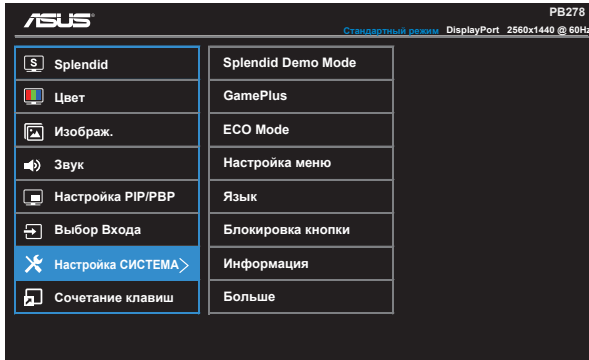 ASUS
PB278
Стандартный режим DisplayPort 2560x1440 @ 60Hz
S Splendid
Цвет
Изображ.
Звук
Настройка PIP/PBP
Выбор Входа
Настройка СИСТЕМА
Сочетание клавиш
Splendid Demo Mode
GamePlus
ECO Mode
Настройка меню
Язык
Блокировка кнопки
Информация
Больше